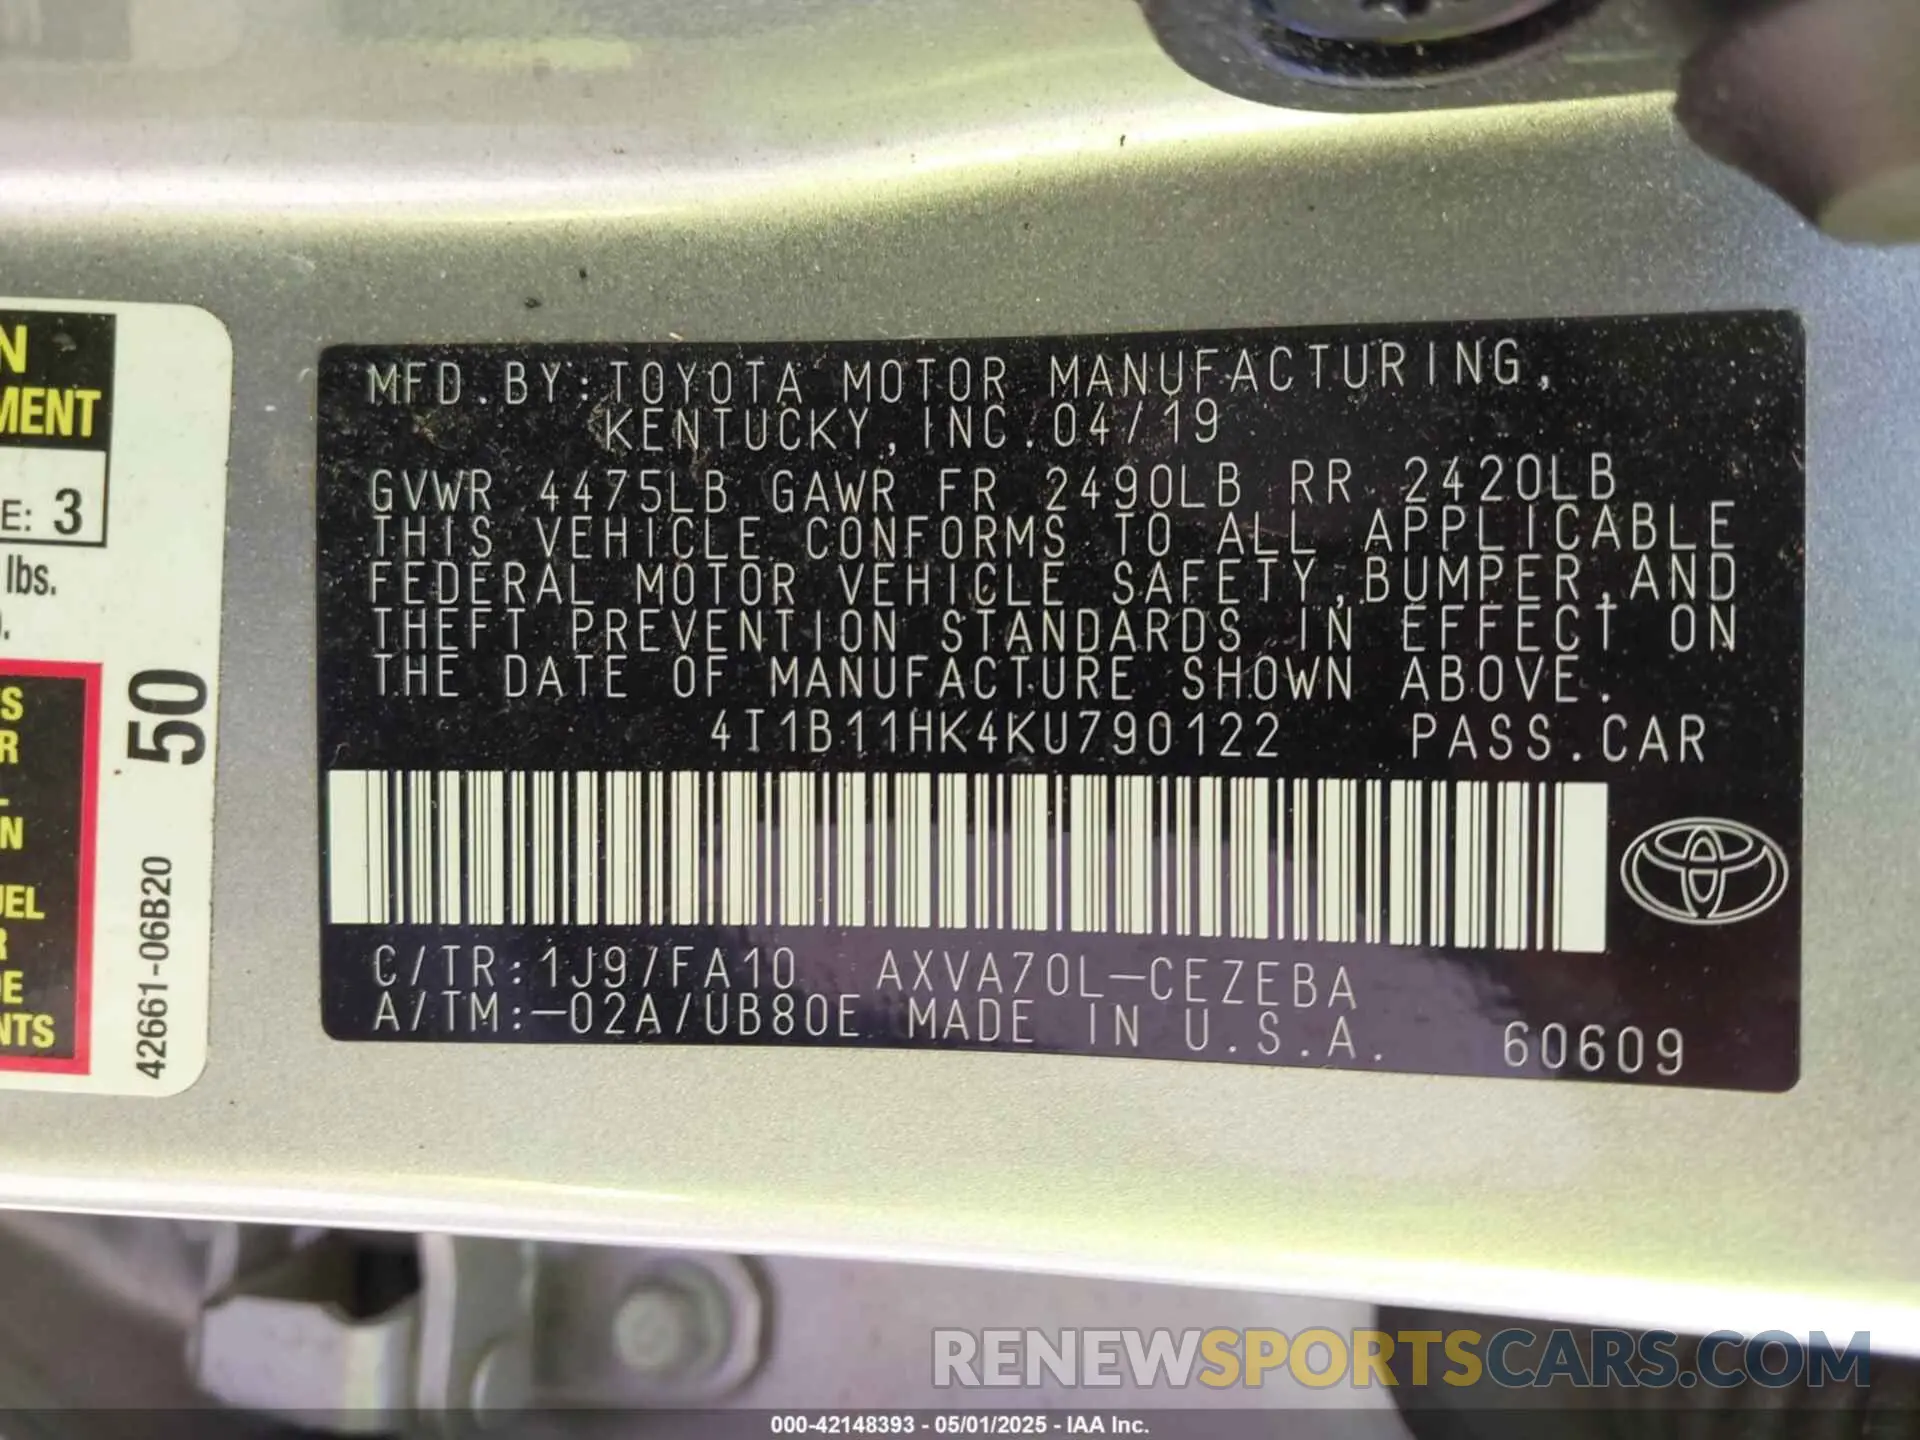 N
MENT
E: 3
lbs.
).
S
R
L
N
UEL
R
DE
NTS
50
42661-06B20
MFD.BY:TOYOTA MOTOR MANUFACTURING,
KENTUCKY,INC.04/19
GVWR 4475LB GAWR FR 2490LB RR 2420LB
THIS VEHICLE CONFORMS TO ALL APPLICABLE
FEDERAL MOTOR VEHICLE SAFETY,BUMPER,AND
THEFT PREVENTION STANDARDS IN EFFECT ON
THE DATE OF MANUFACTURE SHOWN ABOVE.
4T1B11HK4KU790122 PASS.CAR
C/TR:1J9/FA10 AXVA70L-CEZEBA
A/TM:-02A/UB80E MADE IN U.S.A. 60609
RENEWSPORTSCARS.COM
000-42148393 - 05/01/2025 - IAA Inc.